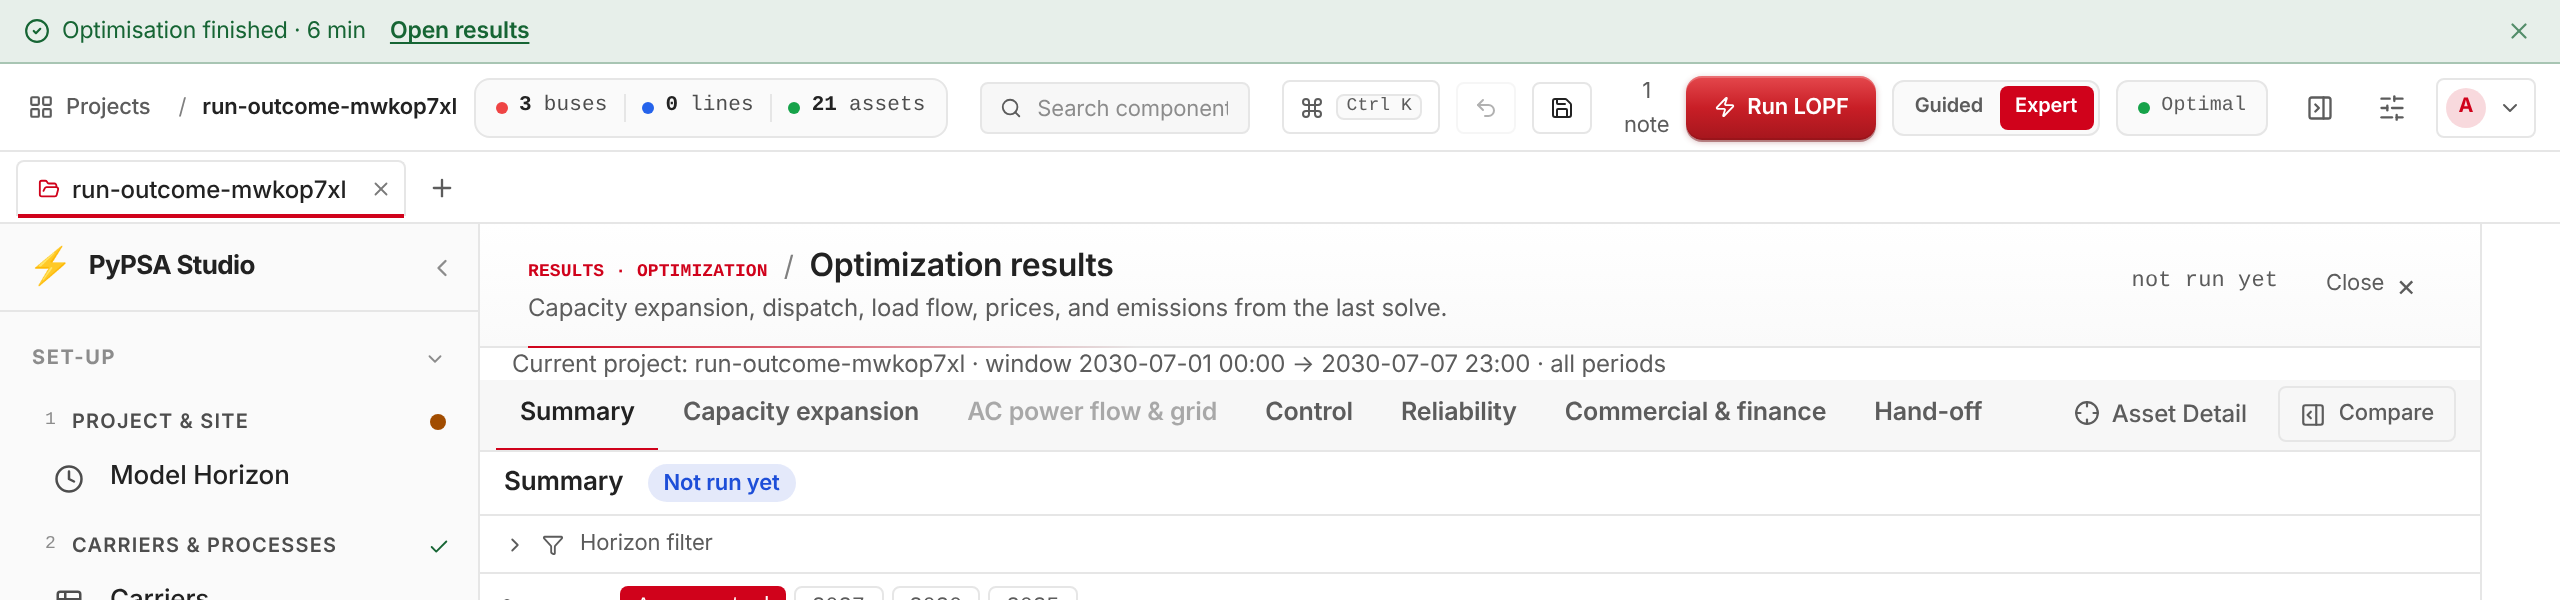 Optimisation finished · 6 min Open results
Projects / run-outcome-mwkop7xl
3 buses 0 lines 21 assets
Search component
Ctrl K
1 note
Run LOPF
Guided Expert
Optimal
A
run-outcome-mwkop7xl
PyPSA Studio
SET-UP
1 PROJECT & SITE
Model Horizon
2 CARRIERS & PROCESSES
Carriers
RESULTS · OPTIMIZATION / Optimization results
Capacity expansion, dispatch, load flow, prices, and emissions from the last solve.
not run yet Close
Current project: run-outcome-mwkop7xl · window 2030-07-01 00:00 → 2030-07-07 23:00 · all periods
Summary Capacity expansion AC power flow & grid Control Reliability Commercial & finance Hand-off Asset Detail Compare
Summary Not run yet
Horizon filter